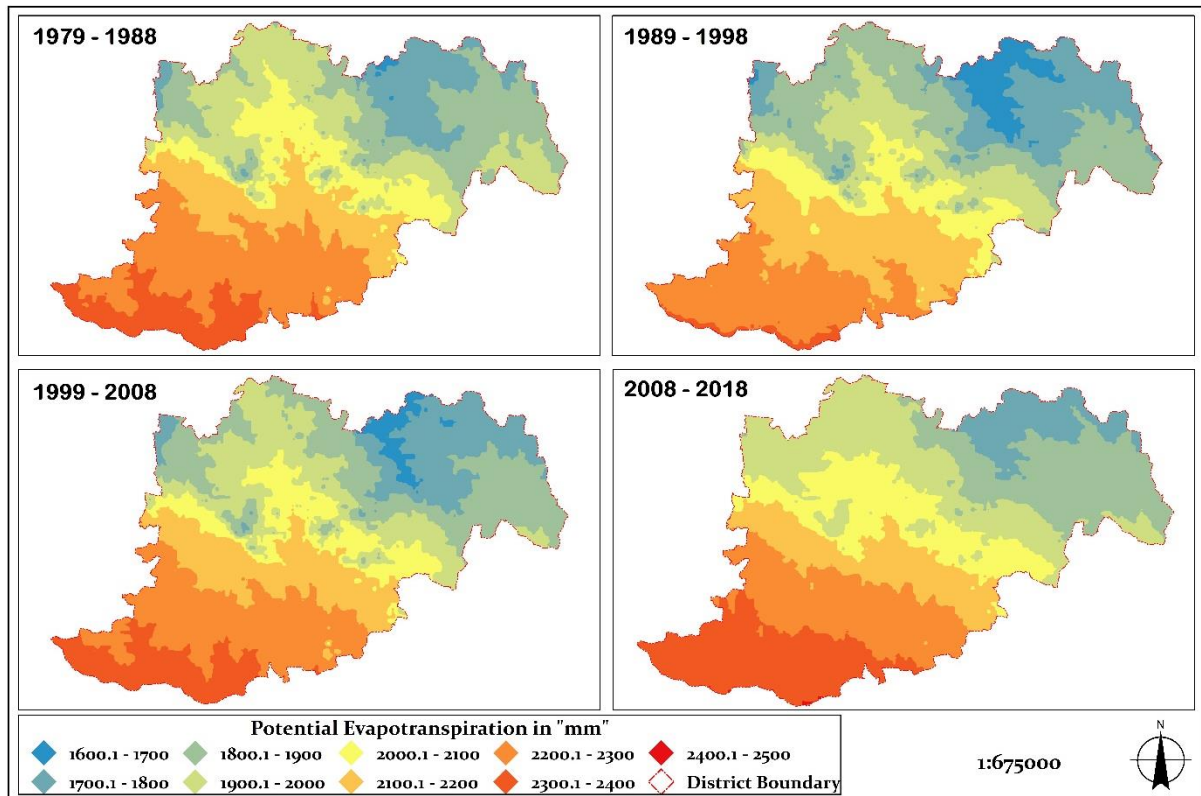 1979 - 1988
1989 - 1998
1999 - 2008
2008 - 2018
Potential Evapotranspiration in "mm"
1600.1 - 1700
1800.1 - 1900
2000.1 - 2100
2200.1 - 2300
2400.1 - 2500
1700.1 - 1800
1900.1 - 2000
2100.1 - 2200
2300.1 - 2400
District Boundary
1:675000
N